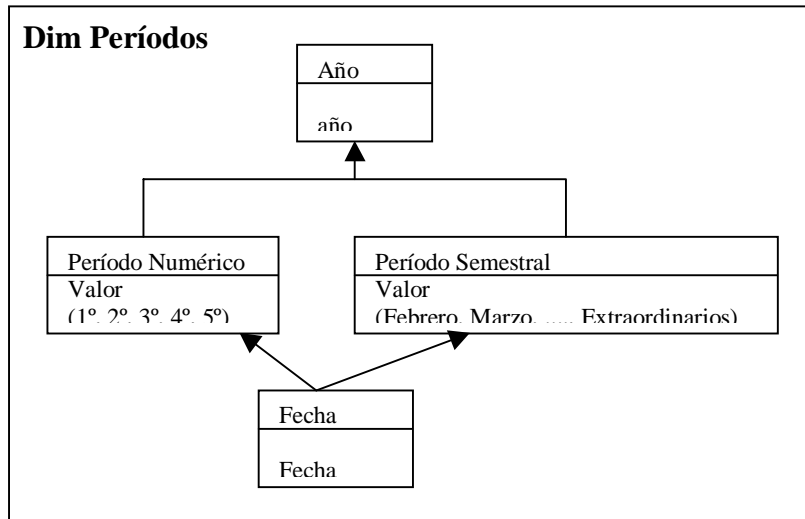 Dim Períodos
Año
año
Período Numérico
Valor
(1º, 2º, 3º, 4º, 5º)
Período Semestral
Valor
(Febrero, Marzo, ...., Extraordinarios)
Fecha
Fecha